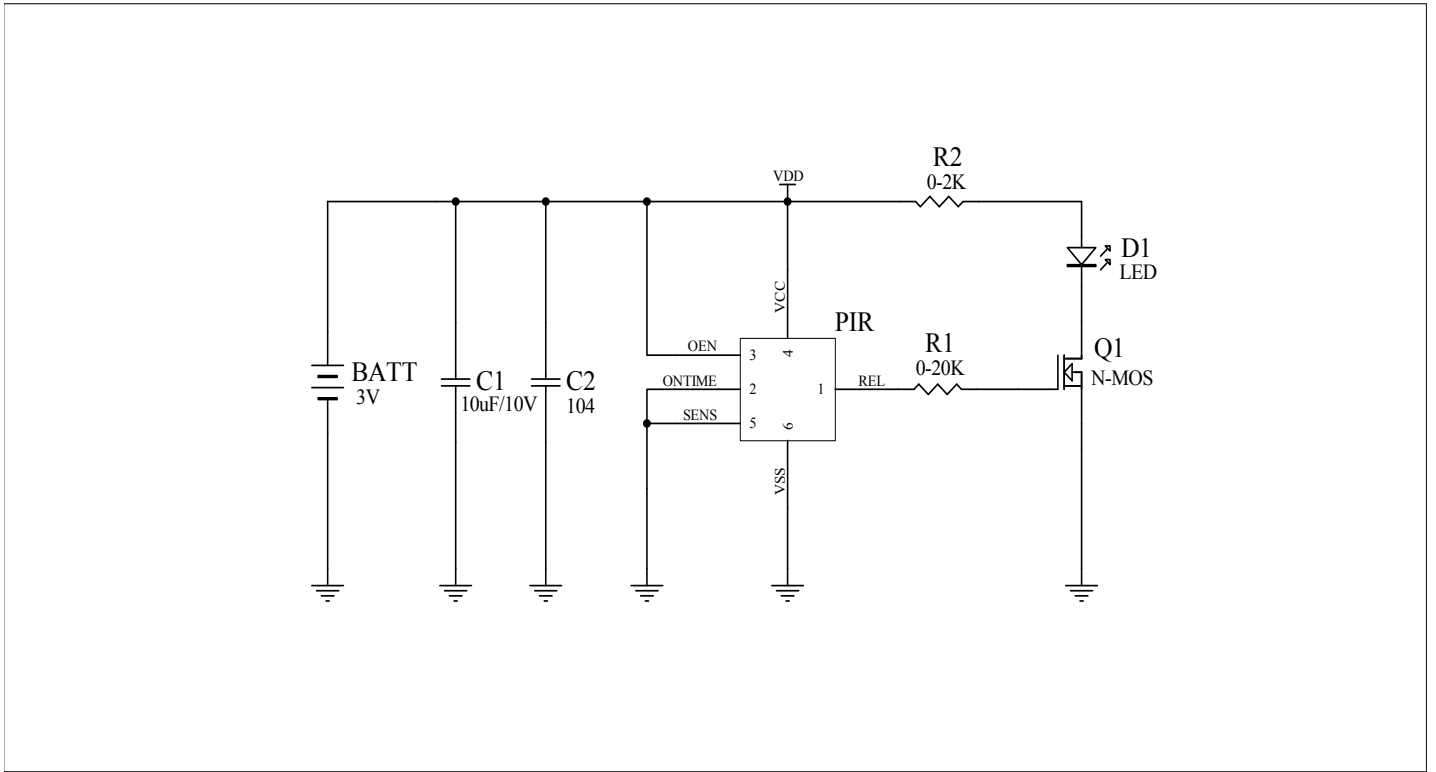 R2
0-2K
VDD
D1
LED
VCC
PIR
OEN
3
4
R1
0-20K
Q1
N-MOS
BATT
3V
C1
10uF/10V
C2
104
ONTIME
2
1
REL
SENS
5
6
VSS